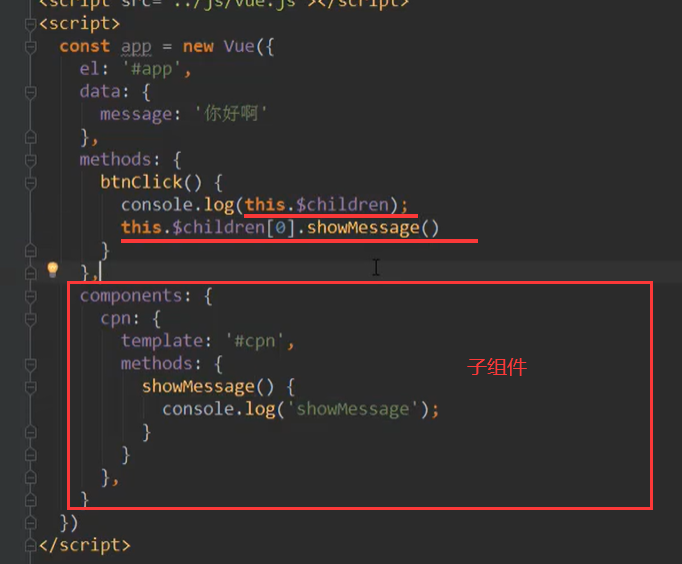 <script src="../js/vue.js"></script>
<script>
const app = new Vue({
el: '#app',
data: {
message: '你好啊'
},
methods: {
btnClick() {
console.log(this.$children);
this.$children[0].showMessage()
}
},
components: {
cpn: {
template: '#cpn',
methods: {
子组件
showMessage() {
console.log('showMessage');
}
}
},
}
})
</script>